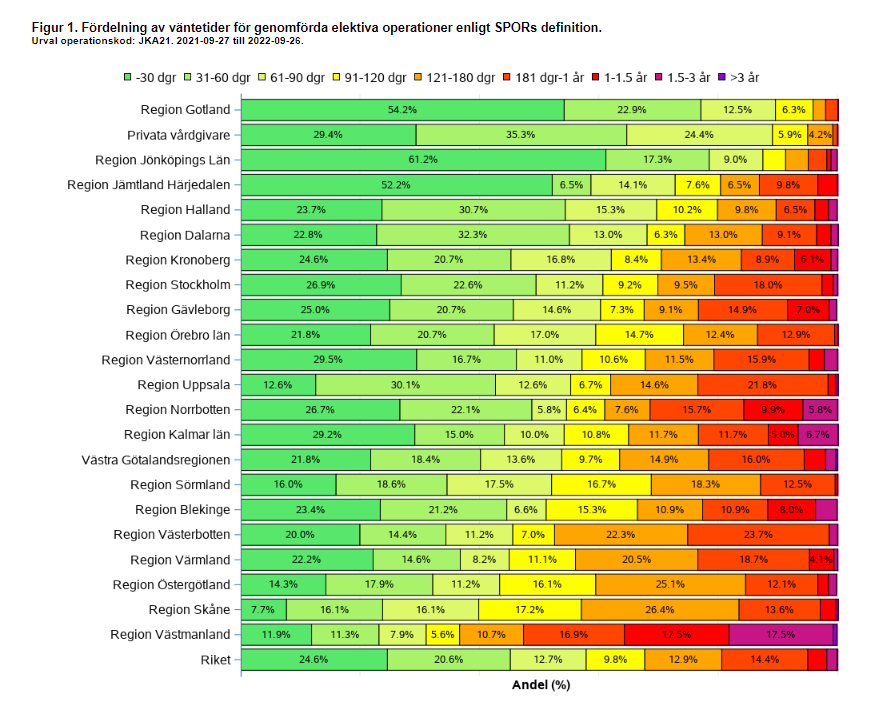 Figur 1. Fördelning av väntetider för genomförda elektiva operationer enligt SPORs definition.
Urval operationskod: JKA21. 2021-09-27 till 2022-09-26.
-30 dgr 31-60 dgr 61-90 dgr 91-120 dgr 121-180 dgr 181 dgr-1 år 1-1.5 år 1.5-3 år >3 år
Region Gotland 54.2% 22.9% 12.5% 6.3%
Privata vårdgivare 29.4% 35.3% 24.4% 5.9% 4.2%
Region Jönköpings Län 61.2% 17.3% 9.0%
Region Jämtland Härjedalen 52.2% 6.5% 14.1% 7.6% 6.5% 9.8%
Region Halland 23.7% 30.7% 15.3% 10.2% 9.8% 6.5%
Region Dalarna 22.8% 32.3% 13.0% 6.3% 13.0% 9.1%
Region Kronoberg 24.6% 20.7% 16.8% 8.4% 13.4% 8.9% 6.1%
Region Stockholm 26.9% 22.6% 11.2% 9.2% 9.5% 18.0%
Region Gävleborg 25.0% 20.7% 14.6% 7.3% 9.1% 14.9% 7.0%
Region Örebro län 21.8% 20.7% 17.0% 14.7% 12.4% 12.9%
Region Västernorrland 29.5% 16.7% 11.0% 10.6% 11.5% 15.9%
Region Uppsala 12.6% 30.1% 12.6% 6.7% 14.6% 21.8%
Region Norrbotten 26.7% 22.1% 5.8% 6.4% 7.6% 15.7% 9.9% 5.8%
Region Kalmar län 29.2% 15.0% 10.0% 10.8% 11.7% 11.7% 5.0% 6.7%
Västra Götalandsregionen 21.8% 18.4% 13.6% 9.7% 14.9% 16.0%
Region Sörmland 16.0% 18.6% 17.5% 16.7% 18.3% 12.5%
Region Blekinge 23.4% 21.2% 6.6% 15.3% 10.9% 10.9% 8.0%
Region Västerbotten 20.0% 14.4% 11.2% 7.0% 22.3% 23.7%
Region Värmland 22.2% 14.6% 8.2% 11.1% 20.5% 18.7% 4.1%
Region Östergötland 14.3% 17.9% 11.2% 16.1% 25.1% 12.1%
Region Skåne 7.7% 16.1% 16.1% 17.2% 26.4% 13.6%
Region Västmanland 11.9% 11.3% 7.9% 5.6% 10.7% 16.9% 17.5% 17.5%
Riket 24.6% 20.6% 12.7% 9.8% 12.9% 14.4%
Andel (%)